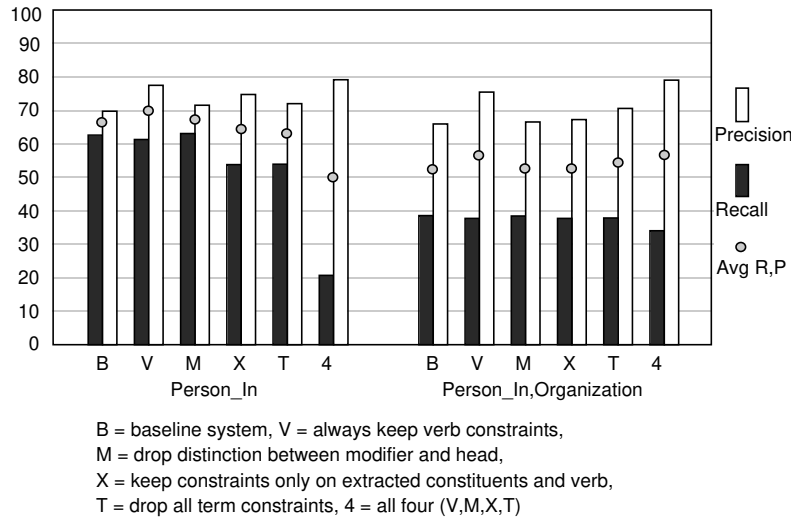 100
90
80
70
60
50
40
30
20
10
0
Precision
Recall
Avg R,P
B V M X T 4 B V M X T 4
Person_In Person_In,Organization
B = baseline system, V = always keep verb constraints,
M = drop distinction between modifier and head,
X = keep constraints only on extracted constituents and verb,
T = drop all term constraints, 4 = all four (V,M,X,T)